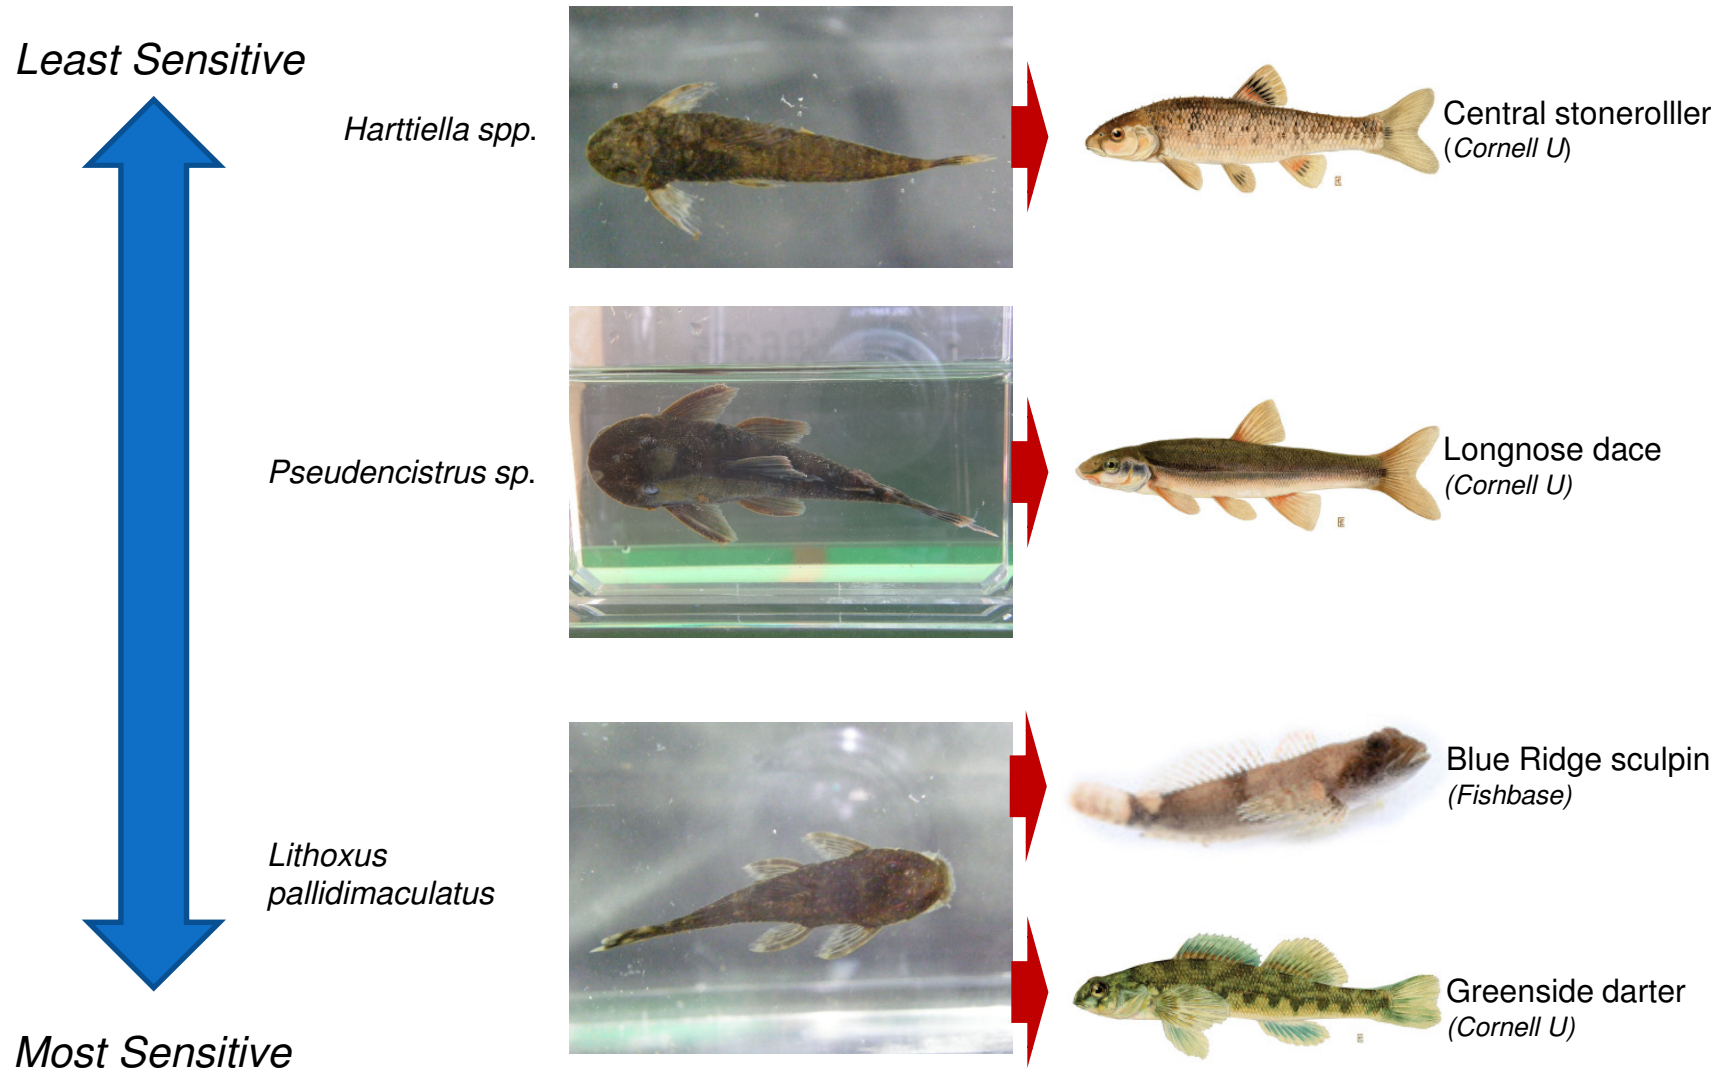 Least Sensitive
Harttiella spp.
Central stonerolller
(Cornell U)
Pseudencistrus sp.
Longnose dace
(Cornell U)
Blue Ridge sculpin
(Fishbase)
Lithoxus
pallidimaculatus
Greenside darter
(Cornell U)
Most Sensitive